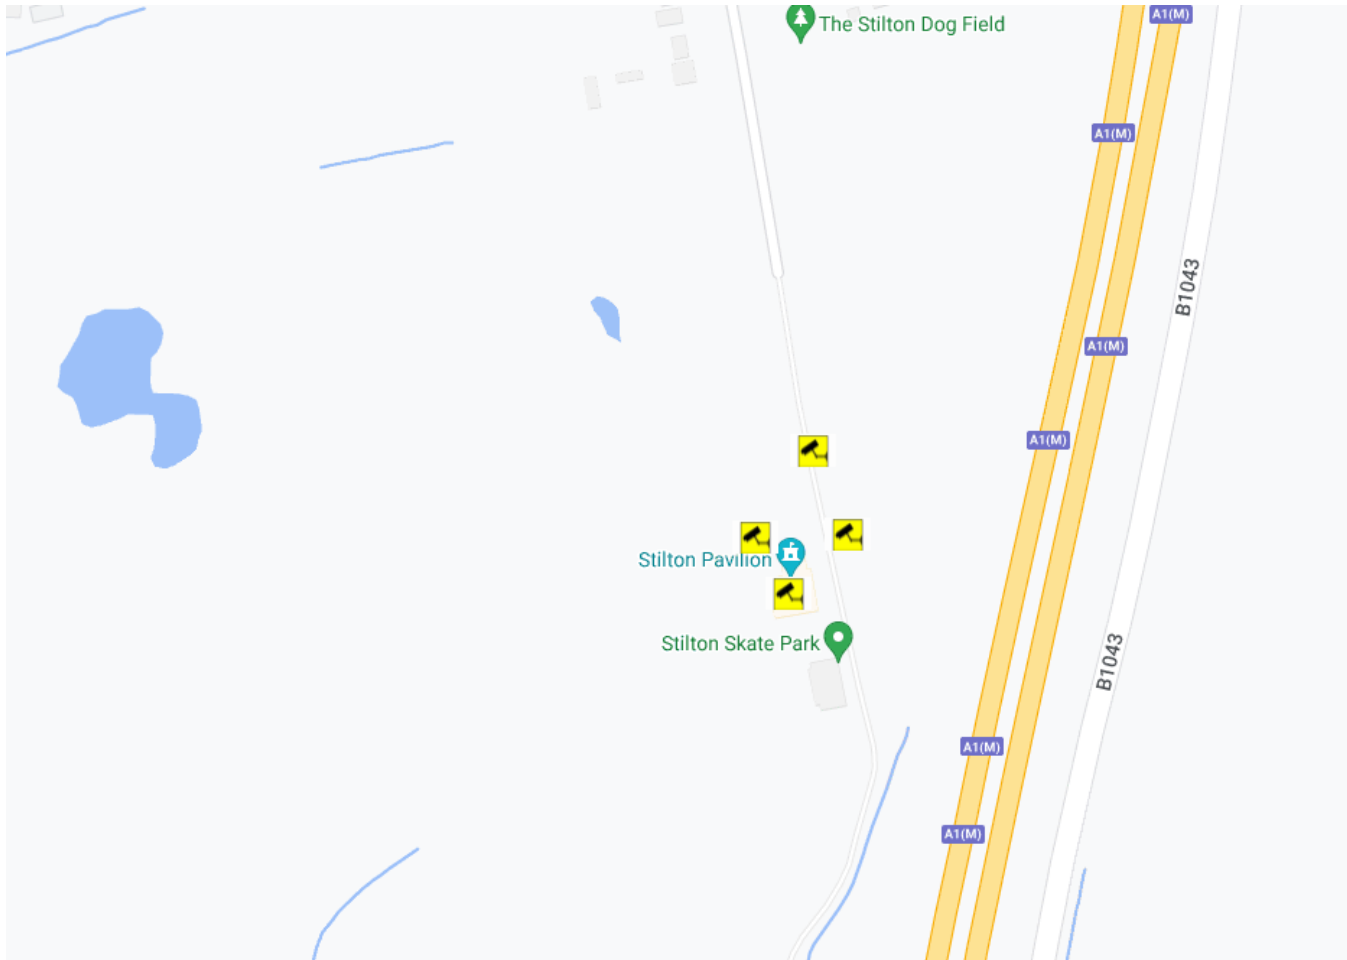 A1(M)
The Stilton Dog Field
A1(M)
B1043
A1(M)
A1(M)
Stilton Pavilion
Stilton Skate Park
B1043
A1(M)
A1(M)